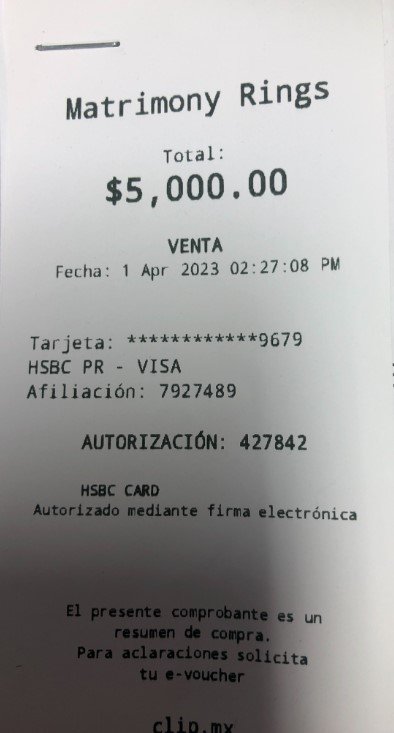 Matrimony Rings
Total:
$5,000.00
VENTA
Fecha: 1 Apr 2023 02:27:08 PM
Tarjeta: ************9679
HSBC PR - VISA
Afiliación: 7927489
AUTORIZACIÓN: 427842
HSBC CARD
Autorizado mediante firma electrónica
El presente comprobante es un
resumen de compra.
Para aclaraciones solicita
tu e-voucher
clip.mx